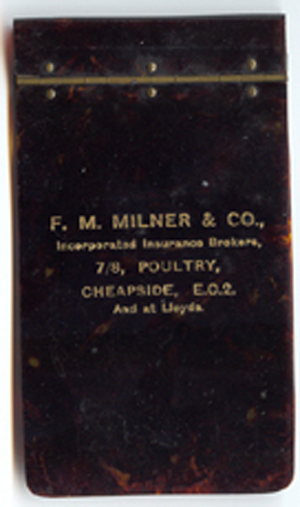 F. M. MILNER & CO.,
Incorporated Insurance Brokers,
7/8, POULTRY,
CHEAPSIDE, E.C.2.
And at Lloyds.